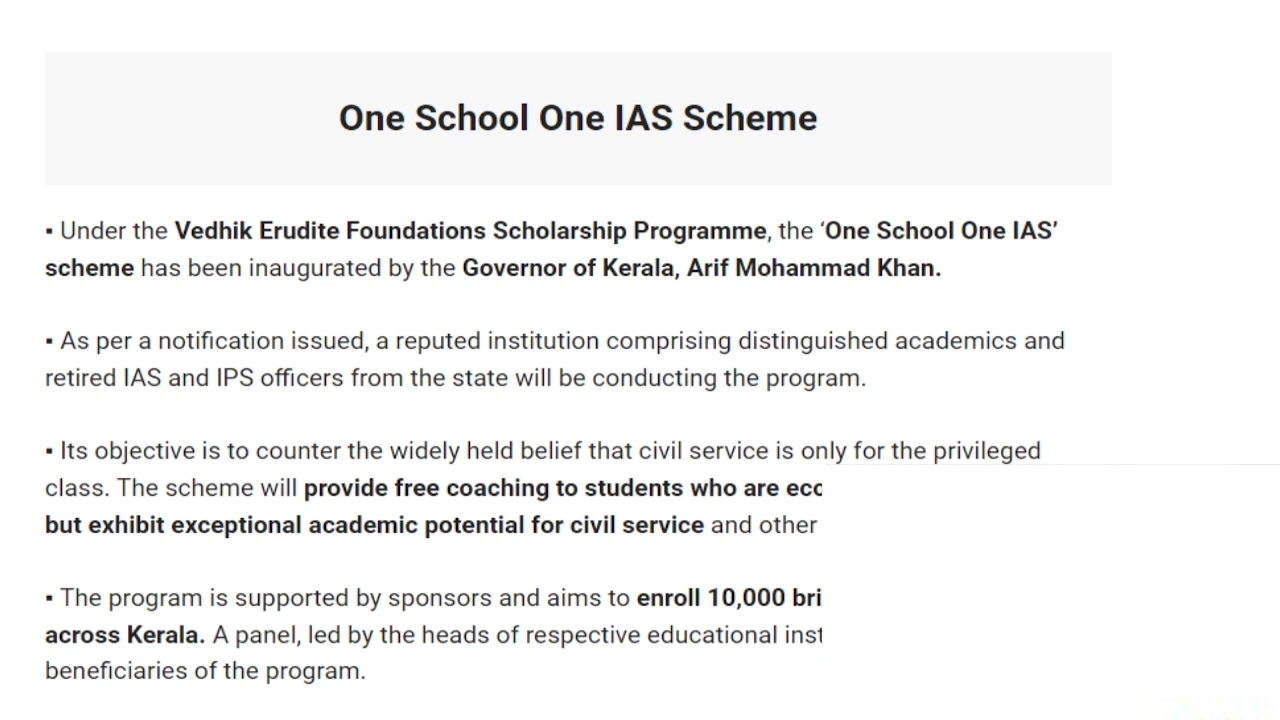 One School One IAS Scheme
▪ Under the Vedhik Erudite Foundations Scholarship Programme, the ‘One School One IAS’
scheme has been inaugurated by the Governor of Kerala, Arif Mohammad Khan.
▪ As per a notification issued, a reputed institution comprising distinguished academics and
retired IAS and IPS officers from the state will be conducting the program.
▪ Its objective is to counter the widely held belief that civil service is only for the privileged
class. The scheme will provide free coaching to students who are
but exhibit exceptional academic potential for civil service and other
▪ The program is supported by sponsors and aims to enroll 10,000
across Kerala. A panel, led by the heads of respective educational
beneficiaries of the program.